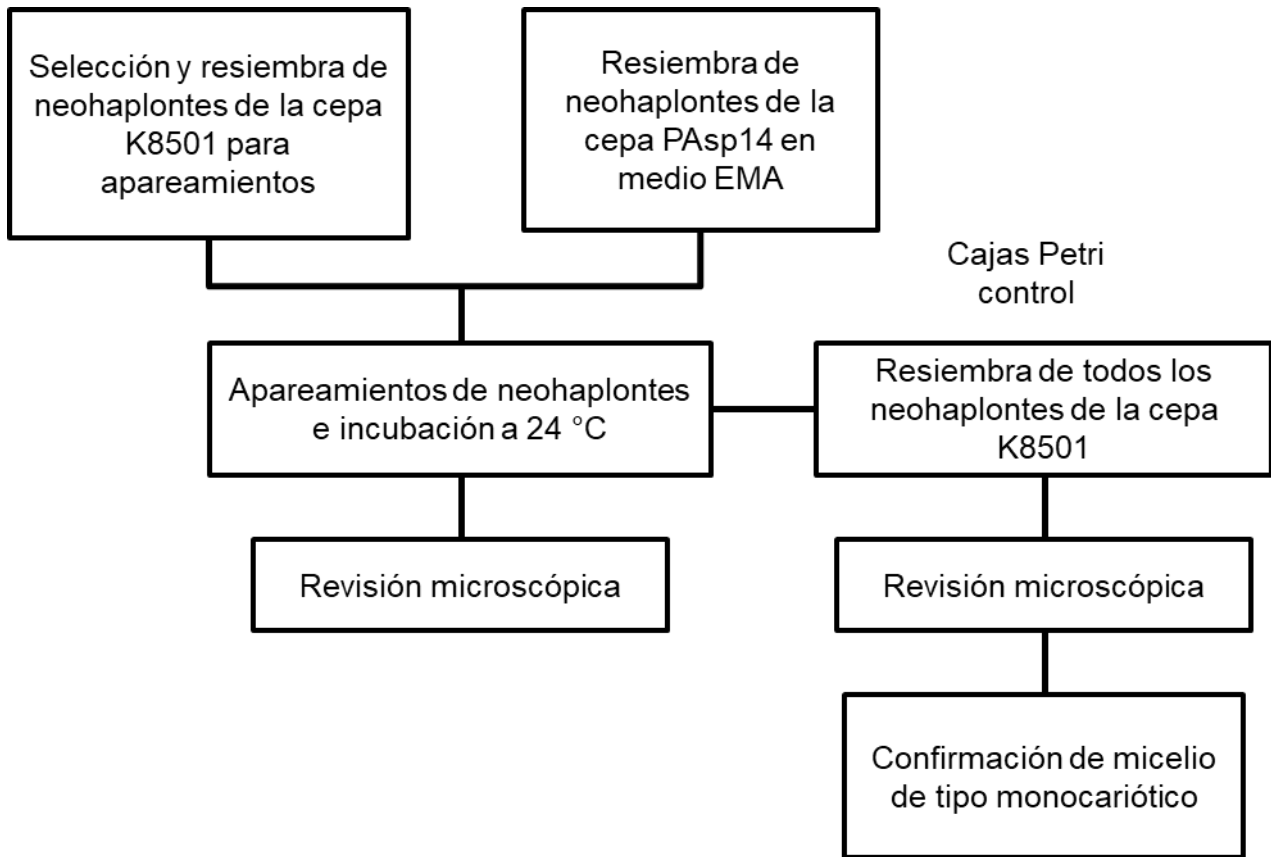 Selección y resiembra de
neohaplontes de la cepa
K8501 para
apareamientos
Resiembra de
neohaplontes de la
cepa PAsp14 en
medio EMA
Cajas Petri
control
Apareamientos de neohaplontes
e incubación a 24 °C
Resiembra de todos los
neohaplontes de la cepa
K8501
Revisión microscópica
Revisión microscópica
Confirmación de micelio
de tipo monocariótico